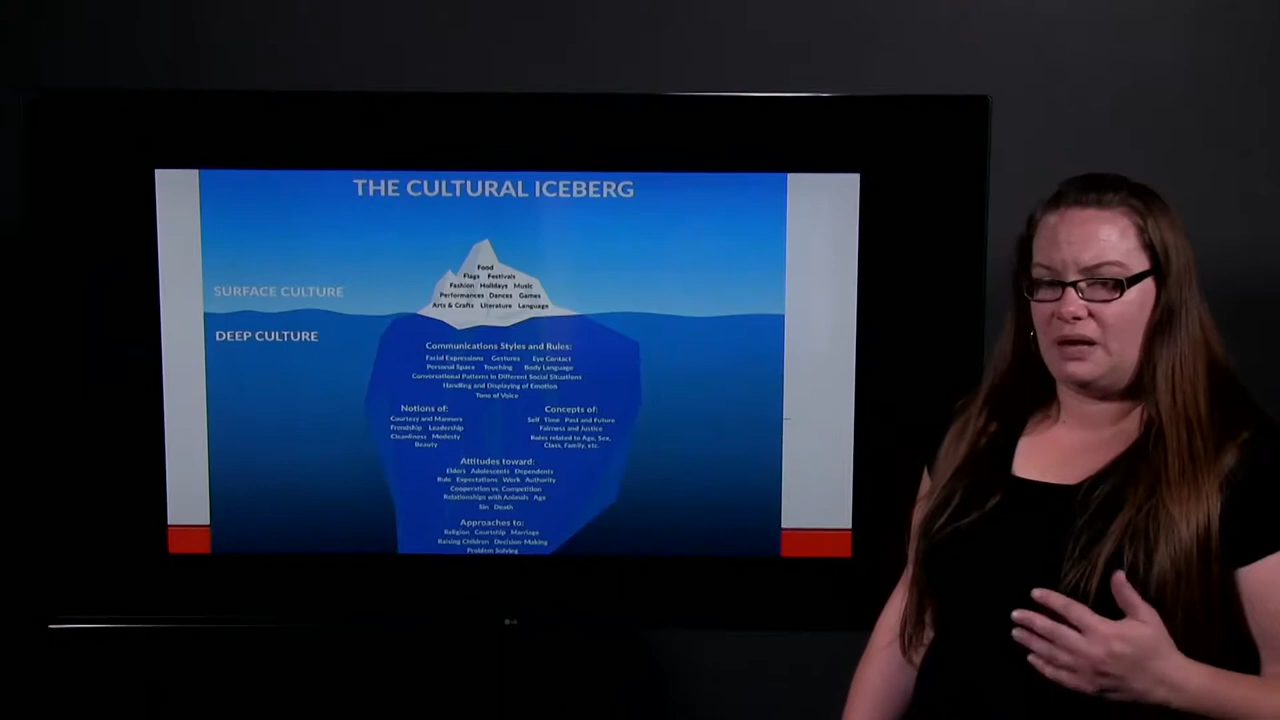 THE CULTURAL ICEBERG
Food
Flags Festivals
Fashion Holidays Music
Performances Dances Games
Arts & Crafts Literature Language
SURFACE CULTURE
DEEP CULTURE
Communications Styles and Rules:
Facial Expressions Gestures Eye Contact
Personal Space Touching Body Language
Conversational Patterns in Different Social Situations
Handling and Displaying of Emotion
Tone of Voice
Notions of:
Courtesy and Manners
Friendship Leadership
Cleanliness Modesty
Beauty
Concepts of:
Self Time Past and Future
Fairness and Justice
Roles related to Age, Sex,
Class, Family, etc.
Attitudes toward:
Elders Adolescents Dependents
Rule Expectations Work Authority
Cooperation vs. Competition
Relationships with Animals Age
Sin Death
Approaches to:
Religion Courtship Marriage
Raising Children Decision-Making
Problem Solving
LG